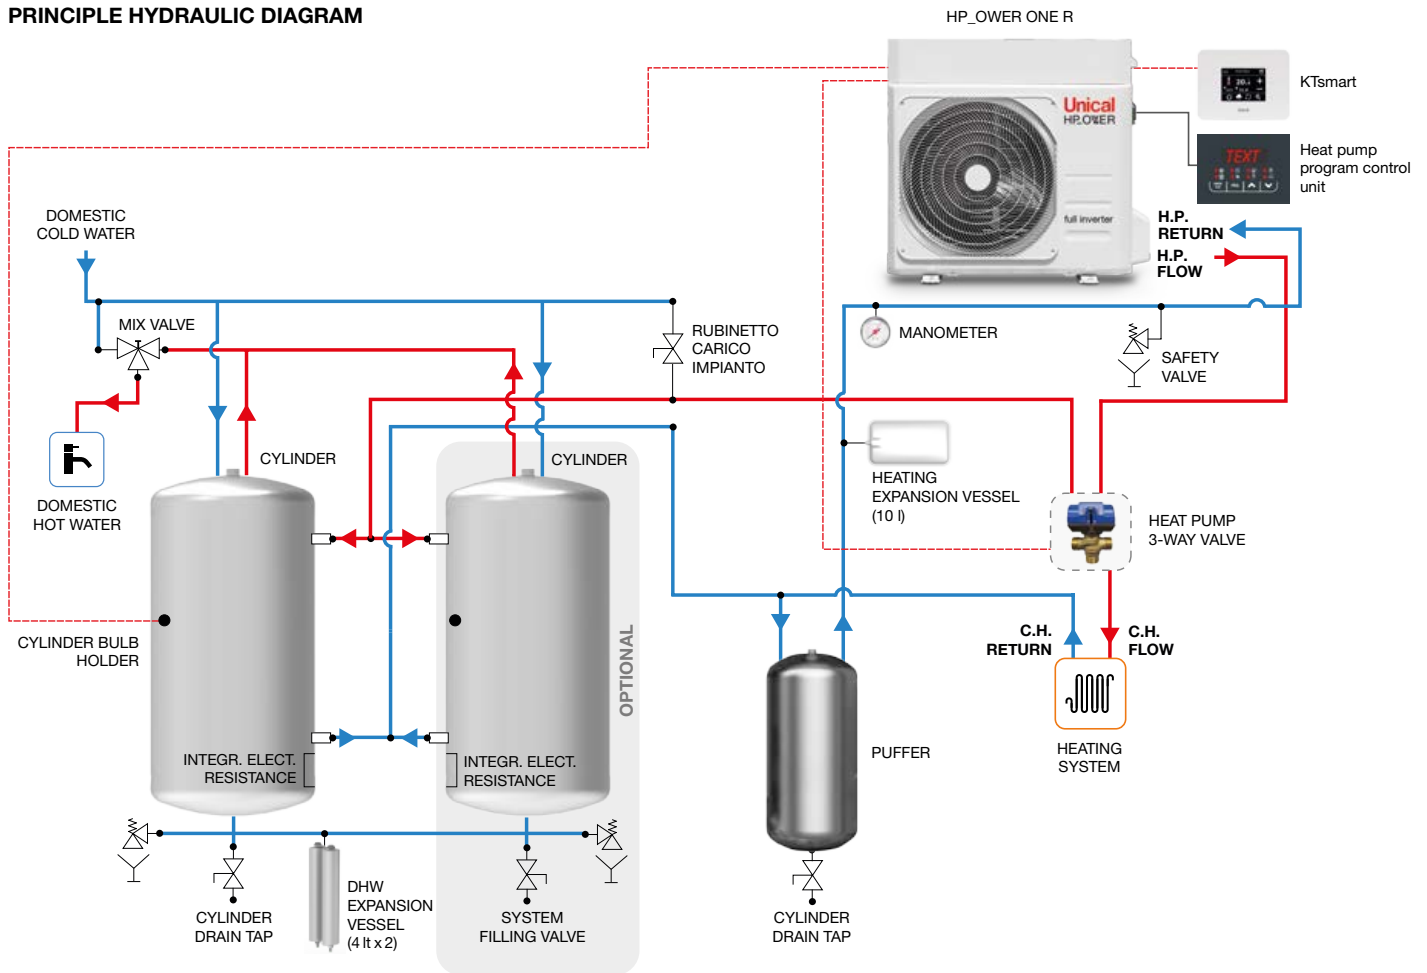 PRINCIPLE HYDRAULIC DIAGRAM
HP_OWER ONE R
KTsmart
Unical
HP_OWER
full inverter
TEXT
Heat pump
program control
unit
H.P.
RETURN
H.P.
FLOW
DOMESTIC
COLD WATER
MIX VALVE
RUBINETTO
CARICO
IMPIANTO
MANOMETER
SAFETY
VALVE
CYLINDER
CYLINDER
DOMESTIC
HOT WATER
HEATING
EXPANSION VESSEL
(10 l)
HEAT PUMP
3-WAY VALVE
CYLINDER BULB
HOLDER
OPTIONAL
C.H.
RETURN
C.H.
FLOW
PUFFER
HEATING
SYSTEM
INTEGR. ELECT.
RESISTANCE
INTEGR. ELECT.
RESISTANCE
DHW
EXPANSION
VESSEL
(4 lt x 2)
CYLINDER
DRAIN TAP
SYSTEM
FILLING VALVE
CYLINDER
DRAIN TAP